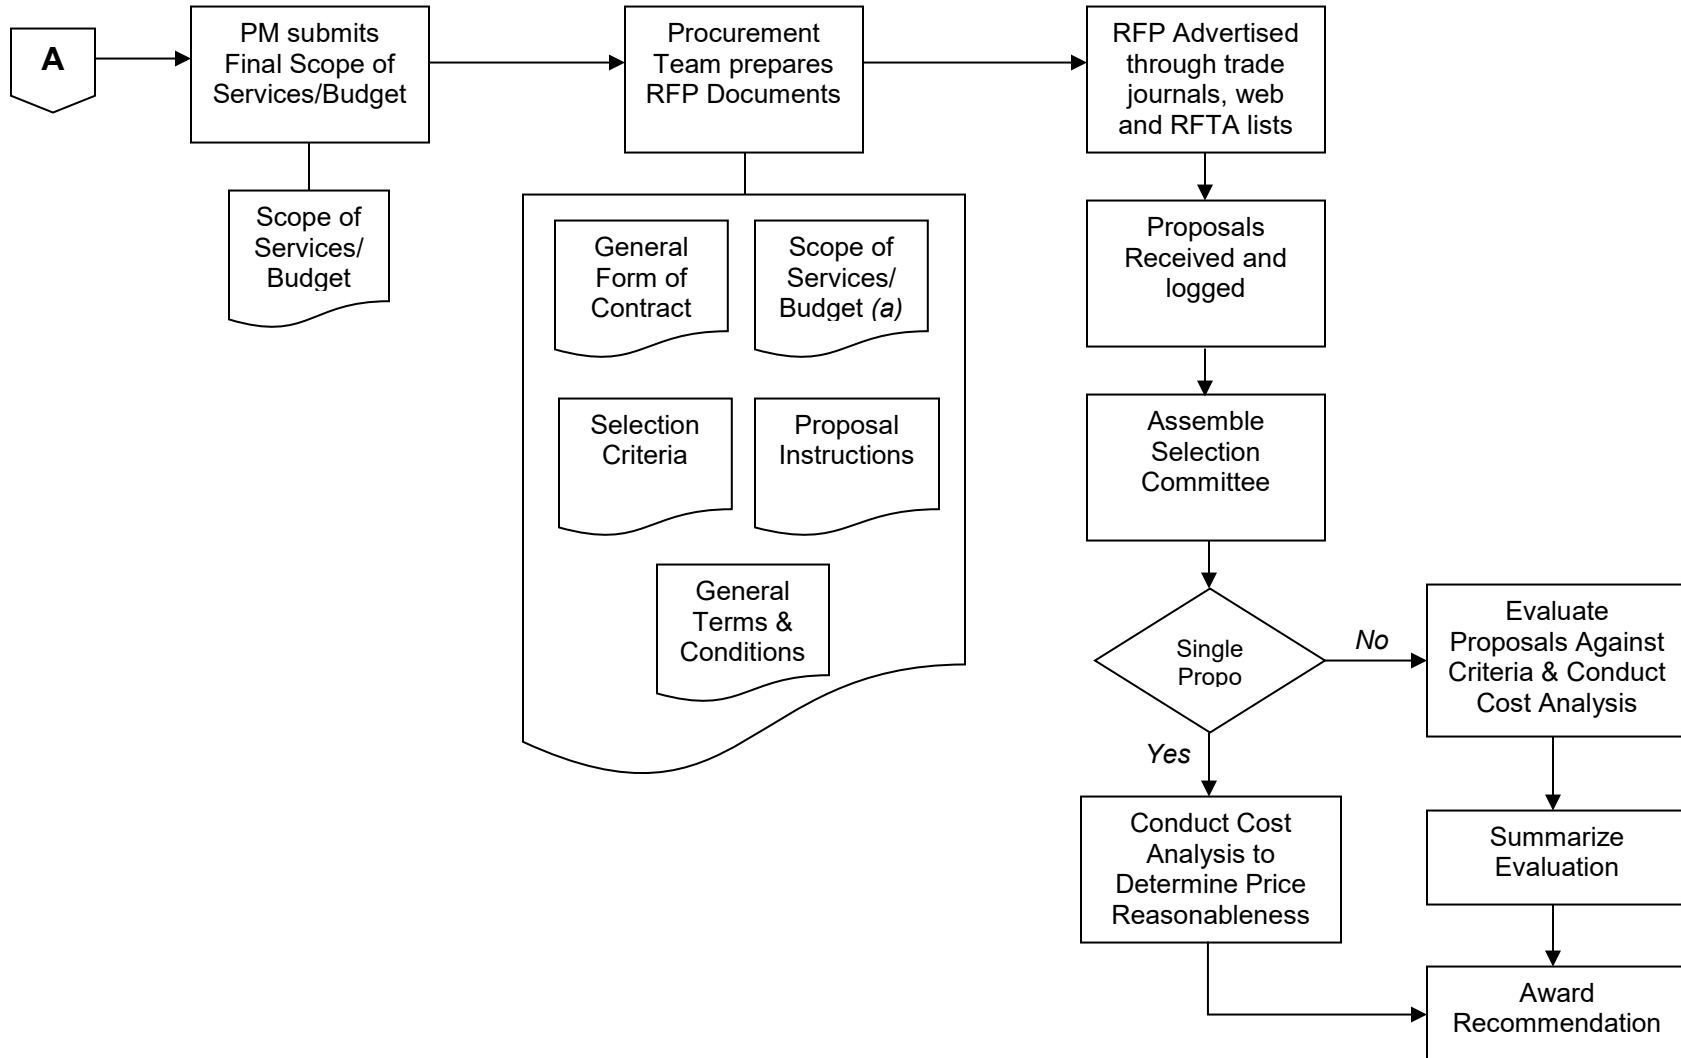 A
PM submits
Final Scope of
Services/Budget
Scope of
Services/
Budget
Procurement
Team prepares
RFP Documents
General
Form of
Contract
Scope of
Services/
Budget (a)
Selection
Criteria
Proposal
Instructions
General
Terms &
Conditions
RFP Advertised
through trade
journals, web
and RFTA lists
Proposals
Received and
logged
Assemble
Selection
Committee
Single
Propo
No
Yes
Evaluate
Proposals Against
Criteria & Conduct
Cost Analysis
Conduct Cost
Analysis to
Determine Price
Reasonableness
Summarize
Evaluation
Award
Recommendation